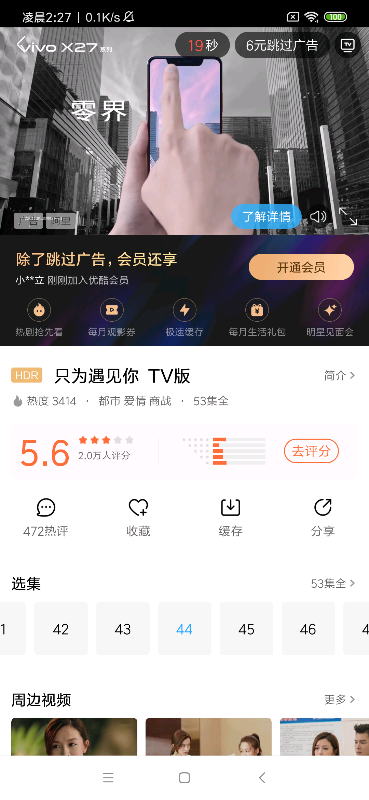 凌晨2:27 | 0.1K/s
100
vivo X27 系列
19 秒
6元跳过广告
TV
零界
广告
了解详情
除了跳过广告，会员还享
小**立 刚刚加入优酷会员
开通会员
热剧抢先看 每月观影券 极速缓存 每月生活礼包 明星见面会
HDR 只为遇见你 TV版 简介 >
热度 3414 · 都市 爱情 商战 · 53集全
5.6 2.0万人评分 去评分
472热评 收藏 缓存 分享
选集 53集全 >
1 42 43 44 45 46 4
周边视频 更多 >